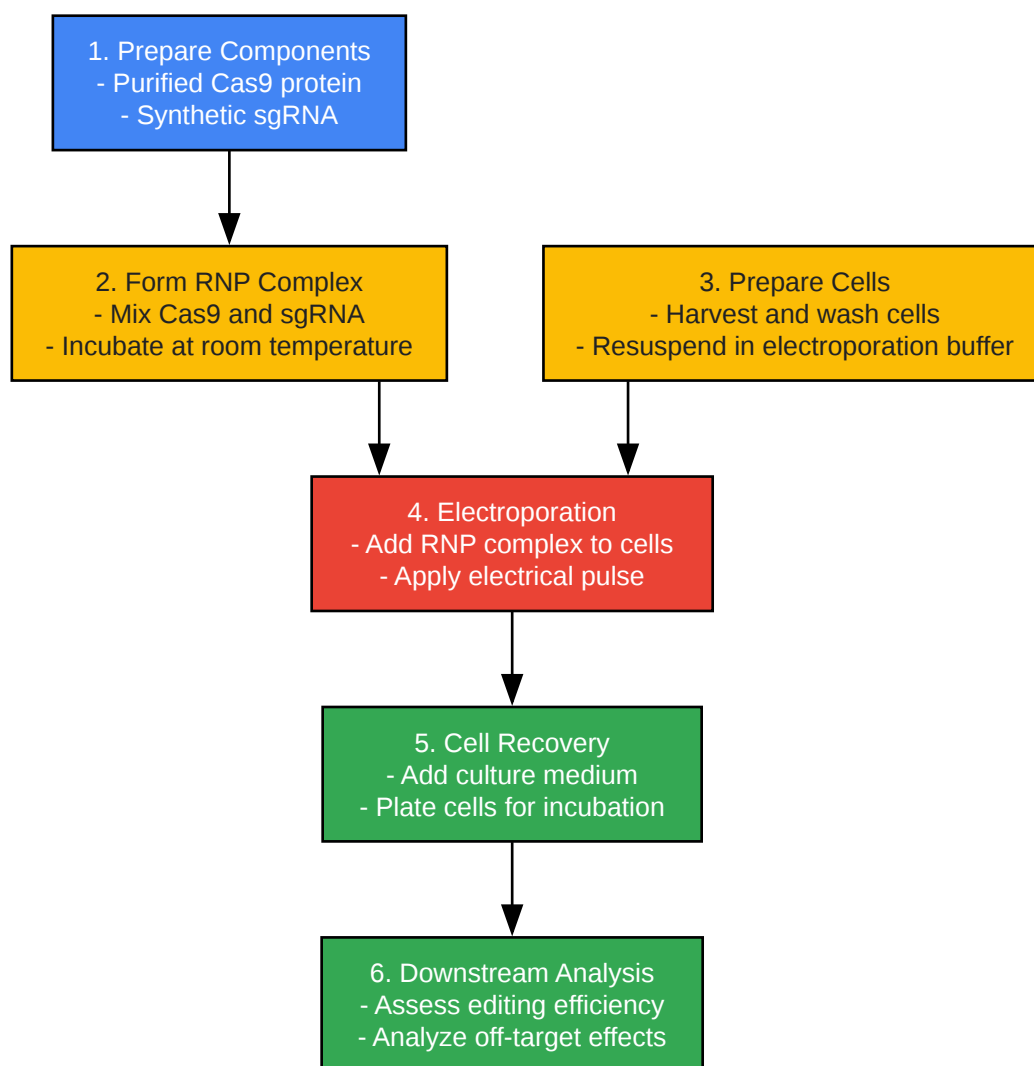 1. Prepare Components
- Purified Cas9 protein
- Synthetic sgRNA
2. Form RNP Complex
- Mix Cas9 and sgRNA
- Incubate at room temperature
3. Prepare Cells
- Harvest and wash cells
- Resuspend in electroporation buffer
4. Electroporation
- Add RNP complex to cells
- Apply electrical pulse
5. Cell Recovery
- Add culture medium
- Plate cells for incubation
6. Downstream Analysis
- Assess editing efficiency
- Analyze off-target effects